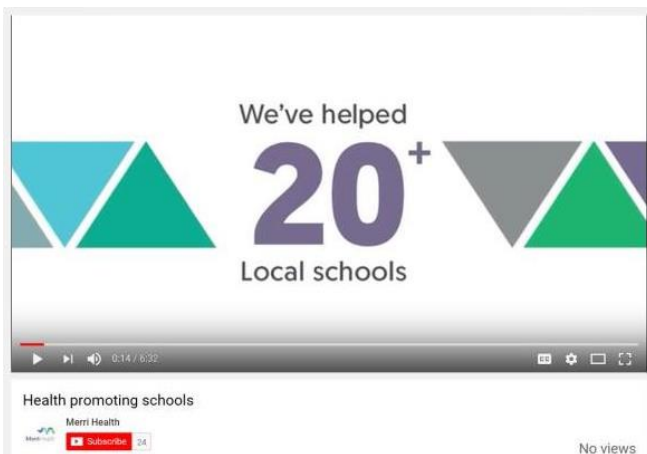 We've helped
20+
Local schools
0:14 / 6:32
CC
Health promoting schools
Merri Health
Subscribe 24
No views